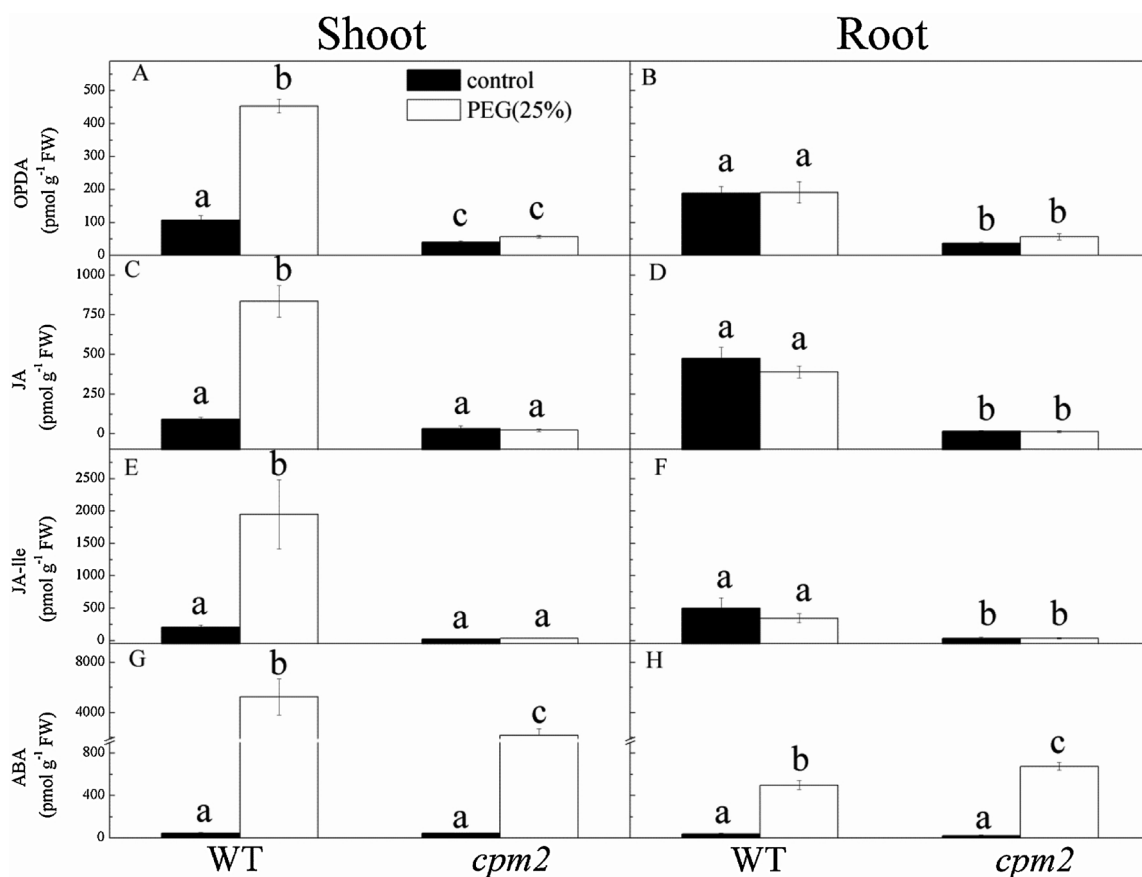 Shoot
Root
A
b
control
PEG(25%)
a
c
c
B
a
a
b
b
500
400
300
200
100
0
OPDA
(pmol g⁻¹ FW)
C
b
a
a
a
D
a
a
b
b
1000
750
500
250
0
JA
(pmol g⁻¹ FW)
E
b
a
a
a
F
a
a
b
b
2500
2000
1500
1000
500
0
JA-Ile
(pmol g⁻¹ FW)
G
b
a
a
c
H
a
b
a
c
8000
4000
800
400
0
ABA
(pmol g⁻¹ FW)
WT
cpm2
WT
cpm2